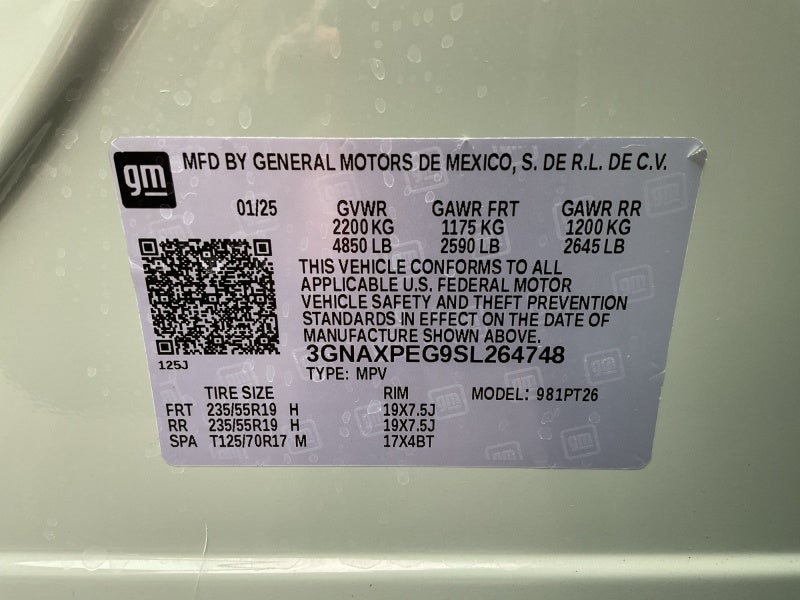 gm
MFD BY GENERAL MOTORS DE MEXICO, S. DE R.L. DE C.V.
01/25 GVWR GAWR FRT GAWR RR
2200 KG 1175 KG 1200 KG
4850 LB 2590 LB 2645 LB
THIS VEHICLE CONFORMS TO ALL
APPLICABLE U.S. FEDERAL MOTOR
VEHICLE SAFETY AND THEFT PREVENTION
STANDARDS IN EFFECT ON THE DATE OF
MANUFACTURE SHOWN ABOVE.
3GNAXPEG9SL264748
125J
TYPE: MPV
TIRE SIZE RIM MODEL: 981PT26
FRT 235/55R19 H 19X7.5J
RR 235/55R19 H 19X7.5J
SPA T125/70R17 M 17X4BT